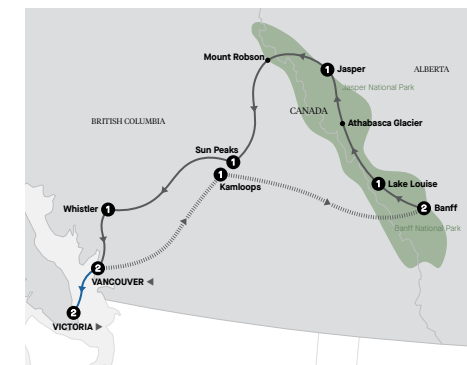 Mount Robson
1
Jasper
ALBERTA
Jasper National Park
CANADA
BRITISH COLUMBIA
Athabasca Glacier
Sun Peaks
1
1
Kamloops
1
Lake Louise
Whistler
1
2
Banff
Banff National Park
2
VANCOUVER ◀
2
VICTORIA ▶